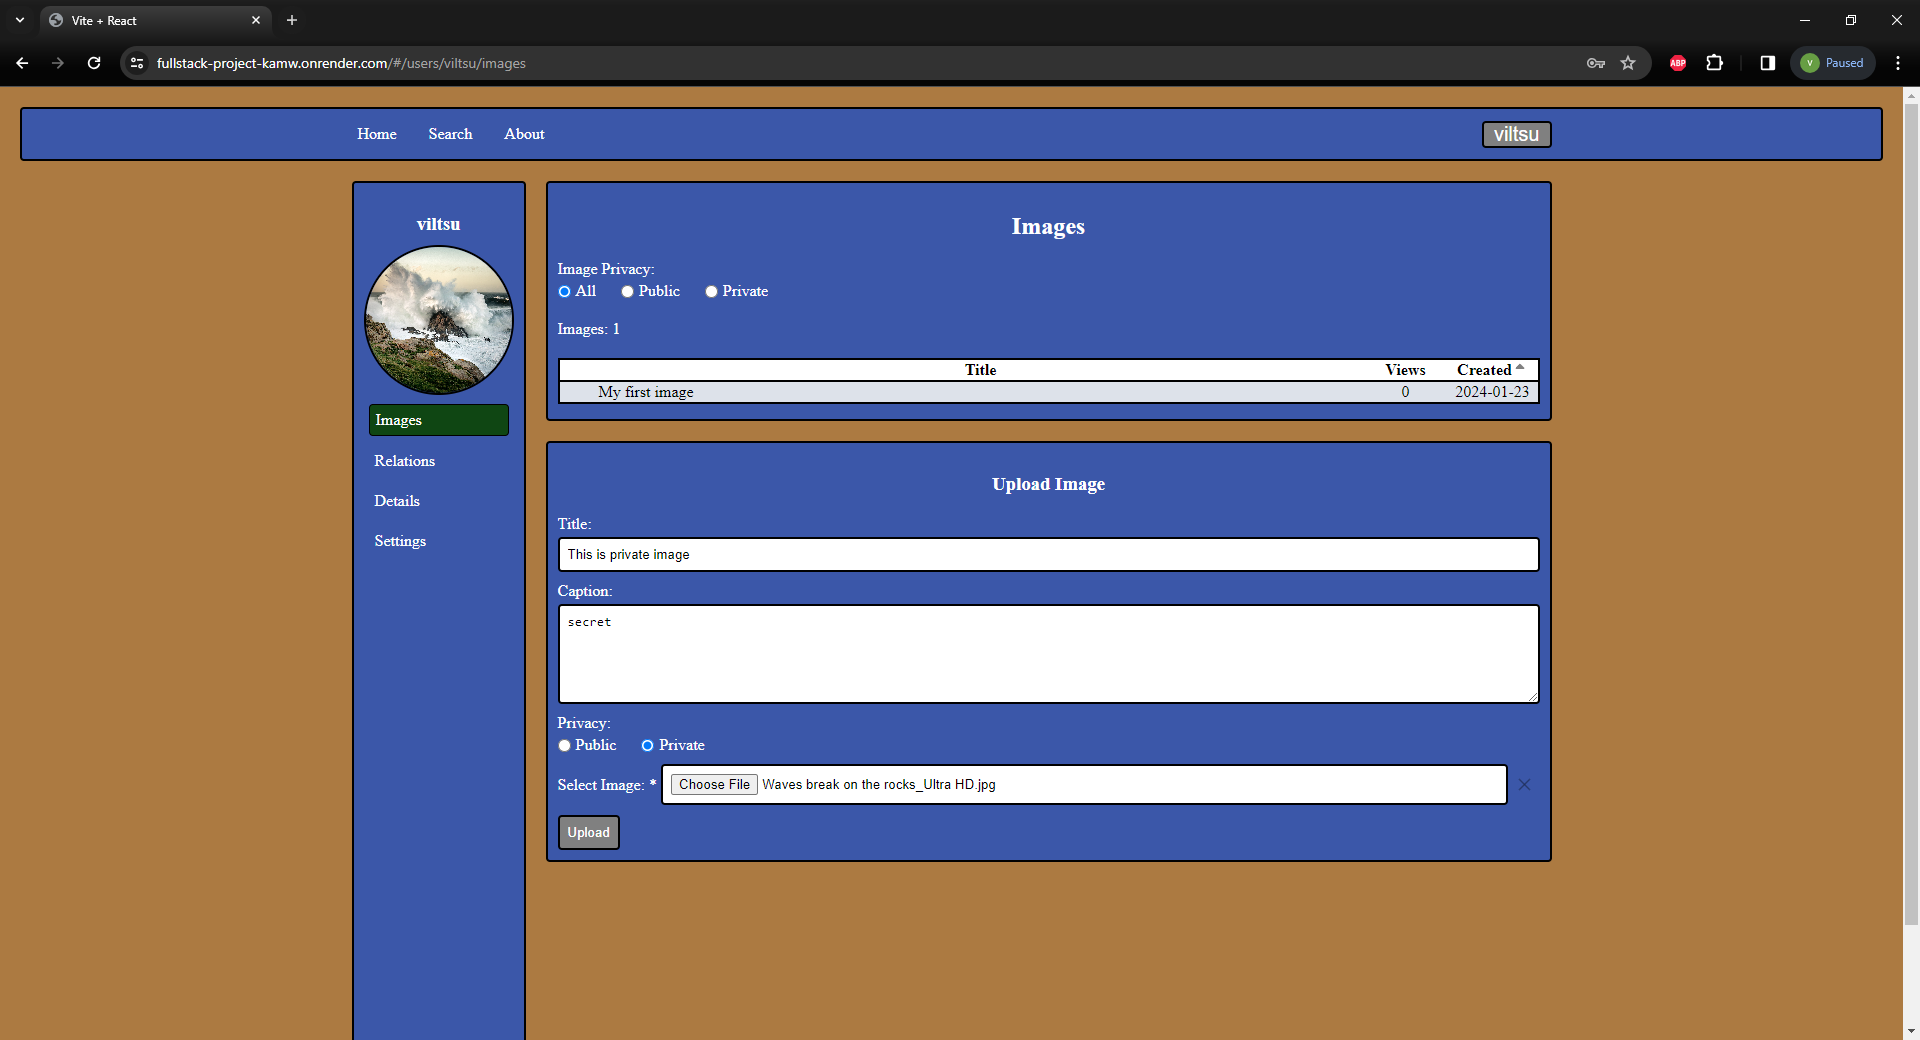 Vite + React
fullstack-project-kamw.onrender.com/#/users/viltsu/images
ABP
V Paused
Home Search About viltsu
viltsu
Images
Relations
Details
Settings
Images
Image Privacy:
All Public Private
Images: 1
Title Views Created
My first image 0 2024-01-23
Upload Image
Title:
This is private image
Caption:
secret
Privacy:
Public Private
Select Image: * Choose File Waves break on the rocks_Ultra HD.jpg
Upload